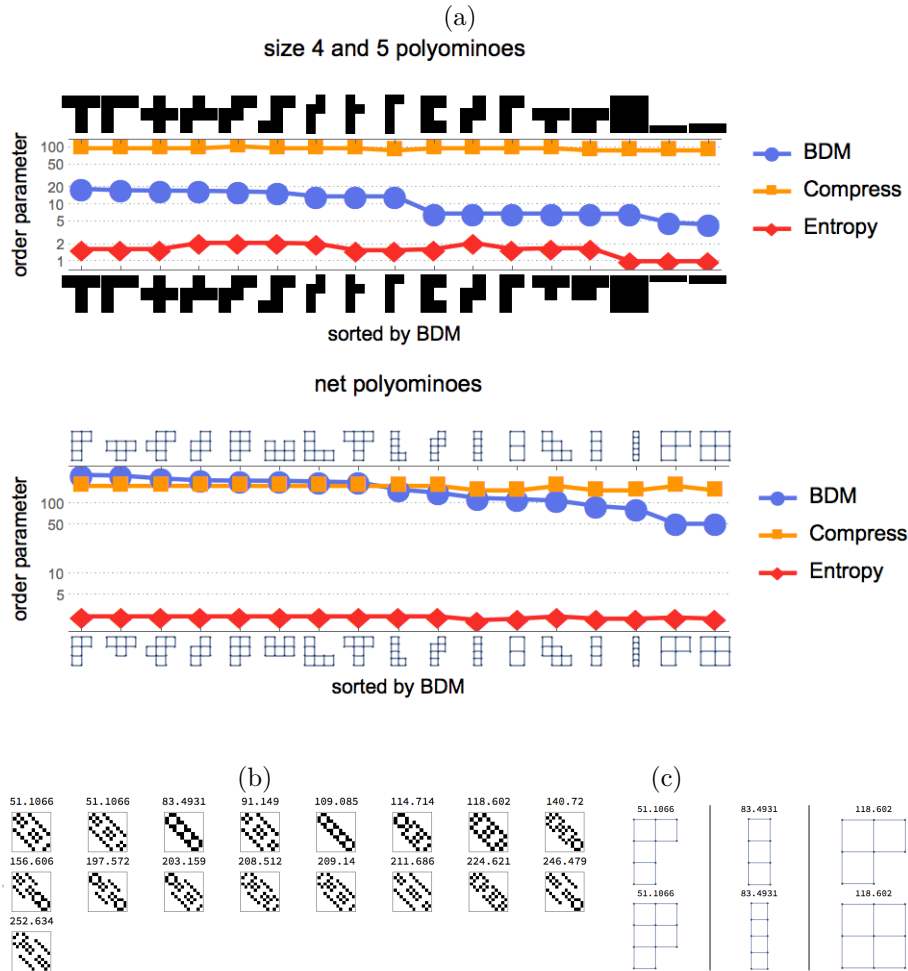 (a)
size 4 and 5 polyominoes
order parameter
100
50
20
10
5
2
1
BDM
Compress
Entropy
sorted by BDM
net polyominoes
order parameter
100
50
10
5
BDM
Compress
Entropy
sorted by BDM
(b)
51.1066 51.1066 83.4931 91.149 109.085 114.714 118.602 140.72
156.606 197.572 203.159 208.512 209.14 211.686 224.621 246.479
252.634
(c)
51.1066 83.4931 118.602
51.1066 83.4931 118.602